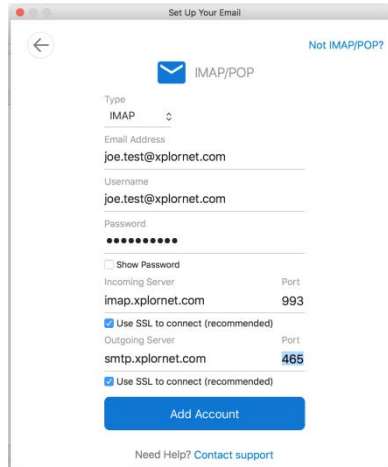 Set Up Your Email
Not IMAP/POP?
IMAP/POP
Type
IMAP
Email Address
joe.test@xplornet.com
Username
joe.test@xplornet.com
Password
●●●●●●●●●●
Show Password
Incoming Server Port
imap.xplornet.com 993
Use SSL to connect (recommended)
Outgoing Server Port
smtp.xplornet.com 465
Use SSL to connect (recommended)
Add Account
Need Help? Contact support